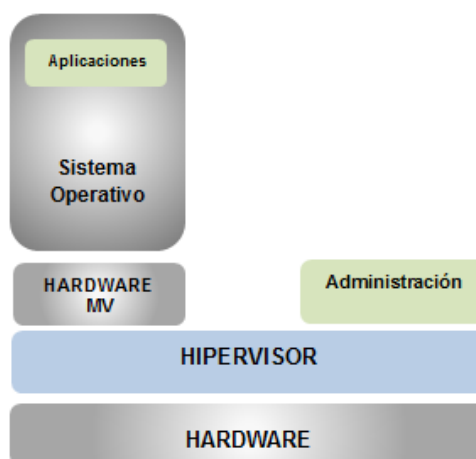 Aplicaciones
Sistema
Operativo
HARDWARE
MV
Administración
HIPERVISOR
HARDWARE